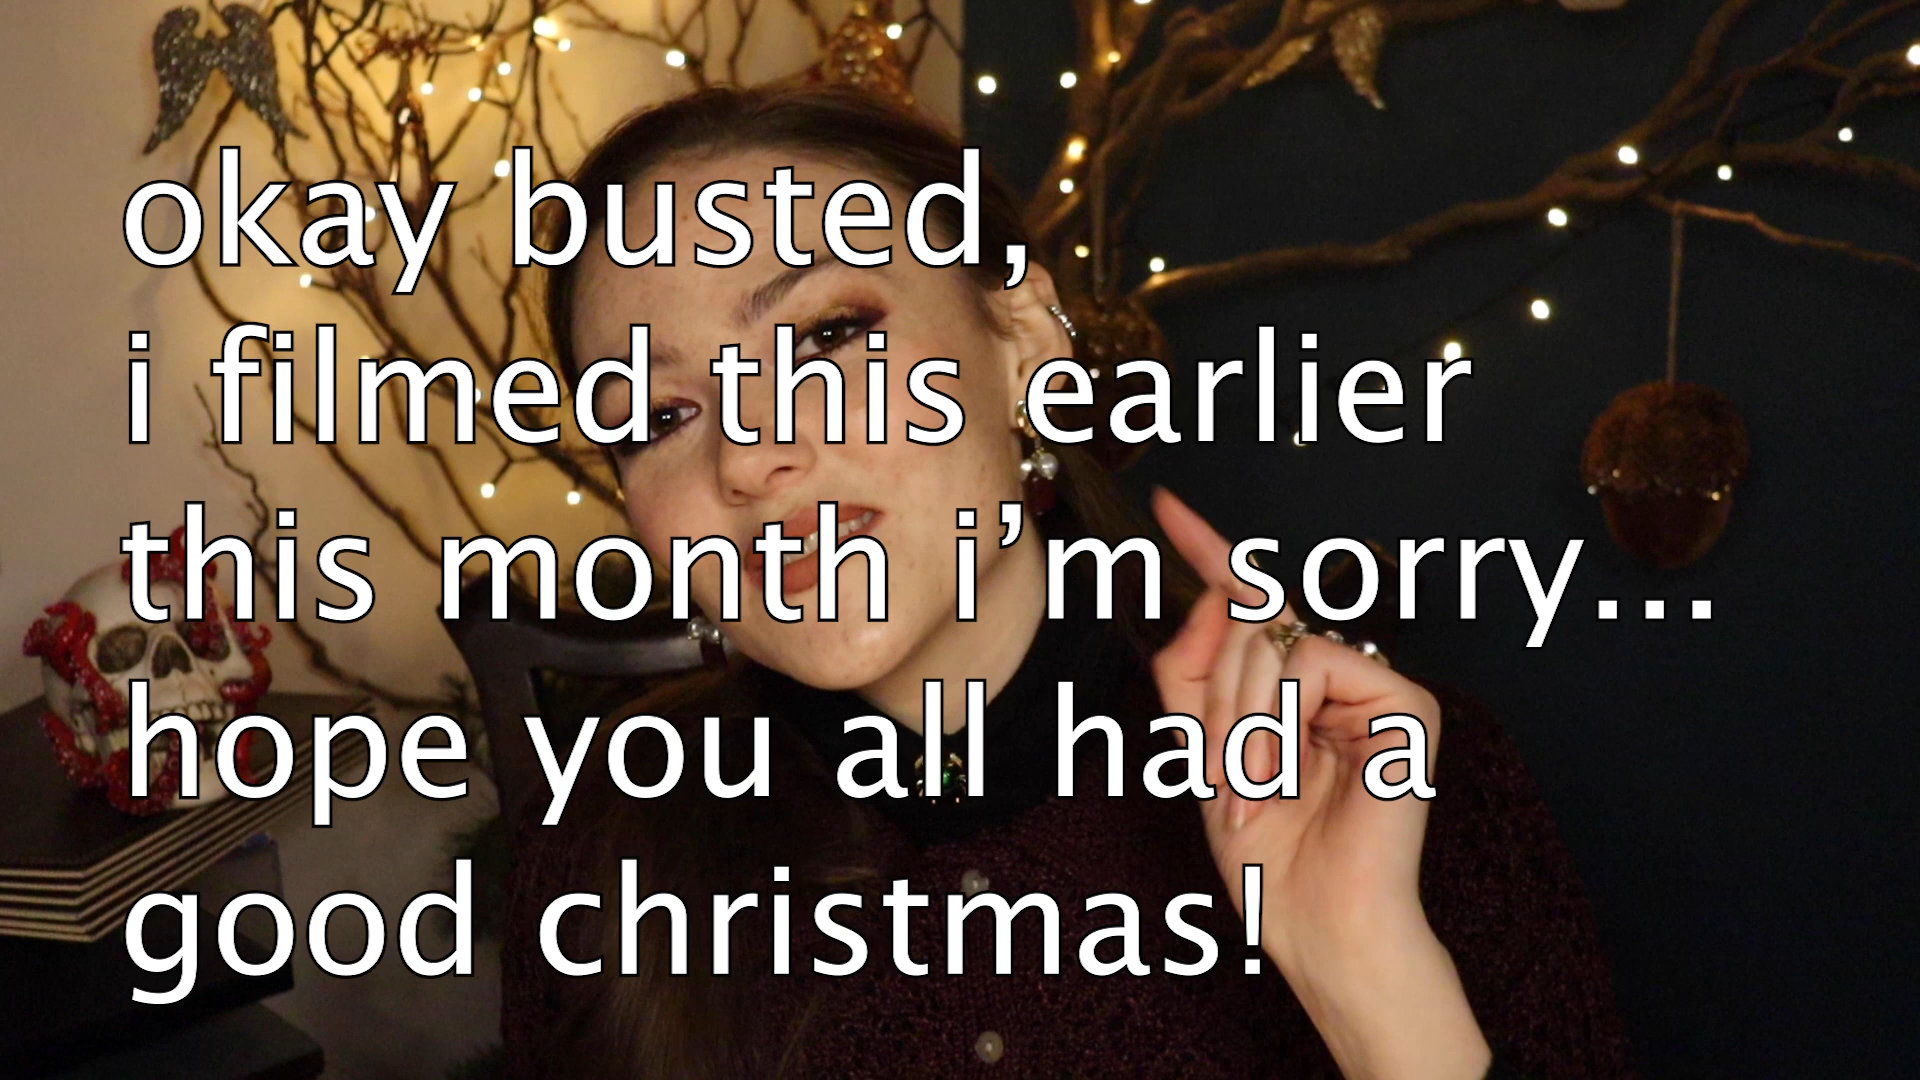 okay busted,
i filmed this earlier
this month i’m sorry...
hope you all had a
good christmas!